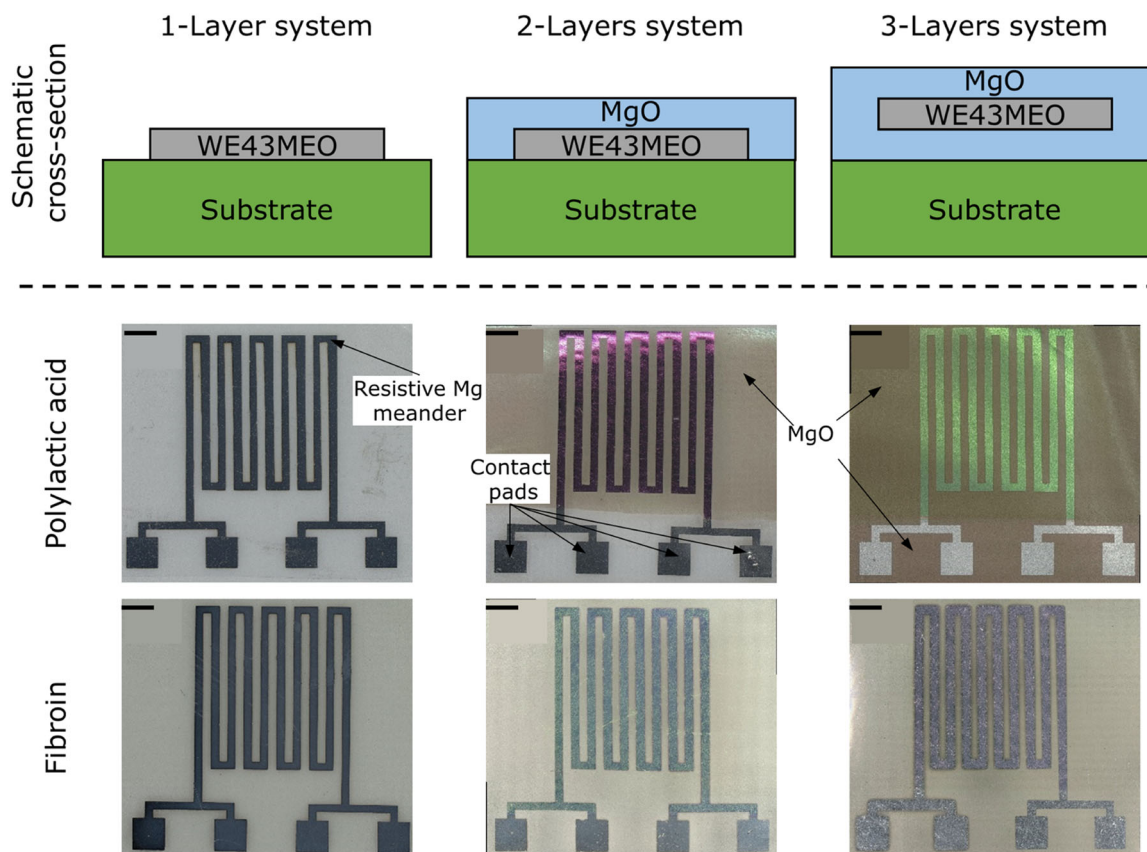 1-Layer system
2-Layers system
3-Layers system
Schematic
cross-section
WE43MEO
Substrate
MgO
WE43MEO
Substrate
MgO
WE43MEO
Substrate
Polylactic acid
Resistive Mg
meander
Contact
pads
MgO
Fibroin